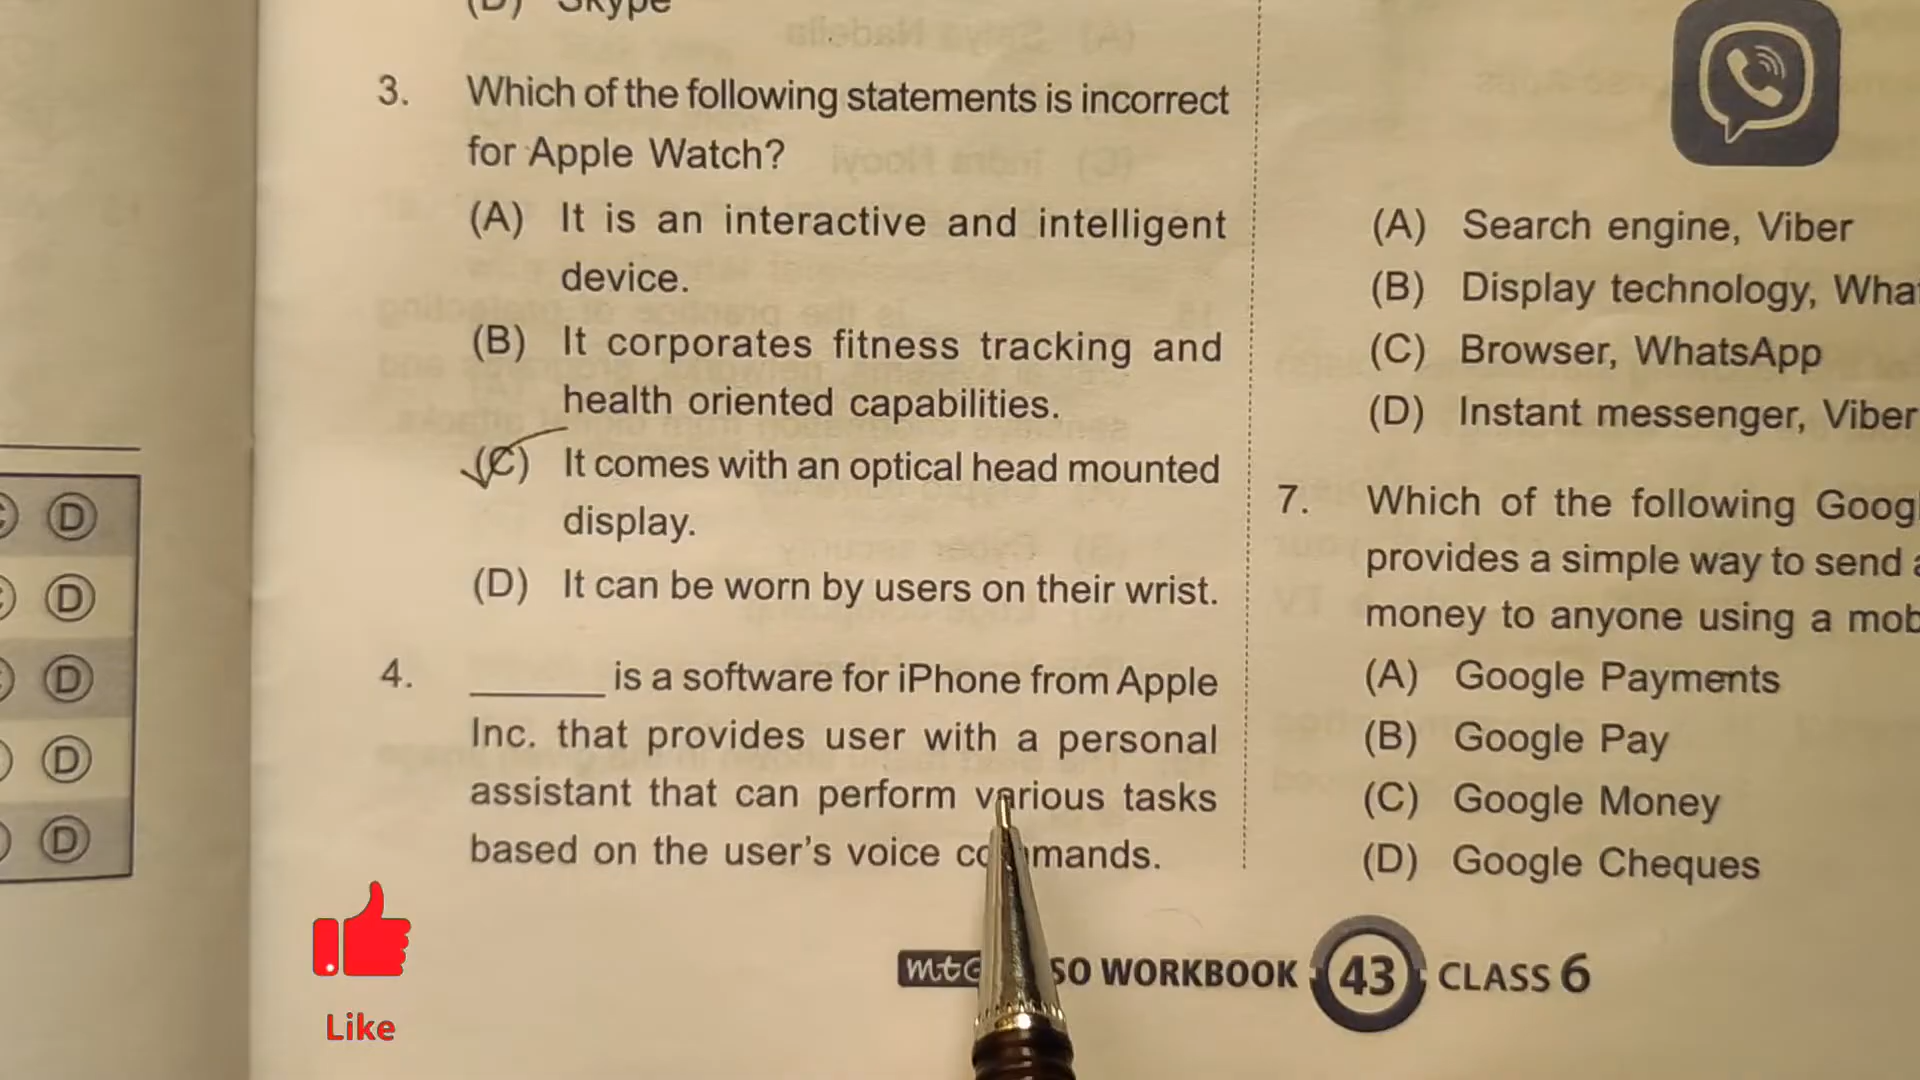 (D) Skype
3. Which of the following statements is incorrect
for Apple Watch?
(A) It is an interactive and intelligent
device.
(B) It corporates fitness tracking and
health oriented capabilities.
(C) It comes with an optical head mounted
display.
(D) It can be worn by users on their wrist.
4. ______ is a software for iPhone from Apple
Inc. that provides user with a personal
assistant that can perform various tasks
based on the user's voice commands.
(A) Search engine, Viber
(B) Display technology,
(C) Browser, WhatsApp
(D) Instant messenger, Viber
7. Which of the following
provides a simple way to send
money to anyone using a
(A) Google Payments
(B) Google Pay
(C) Google Money
(D) Google Cheques
D
D
D
D
D
WORKBOOK 43 CLASS 6
Like